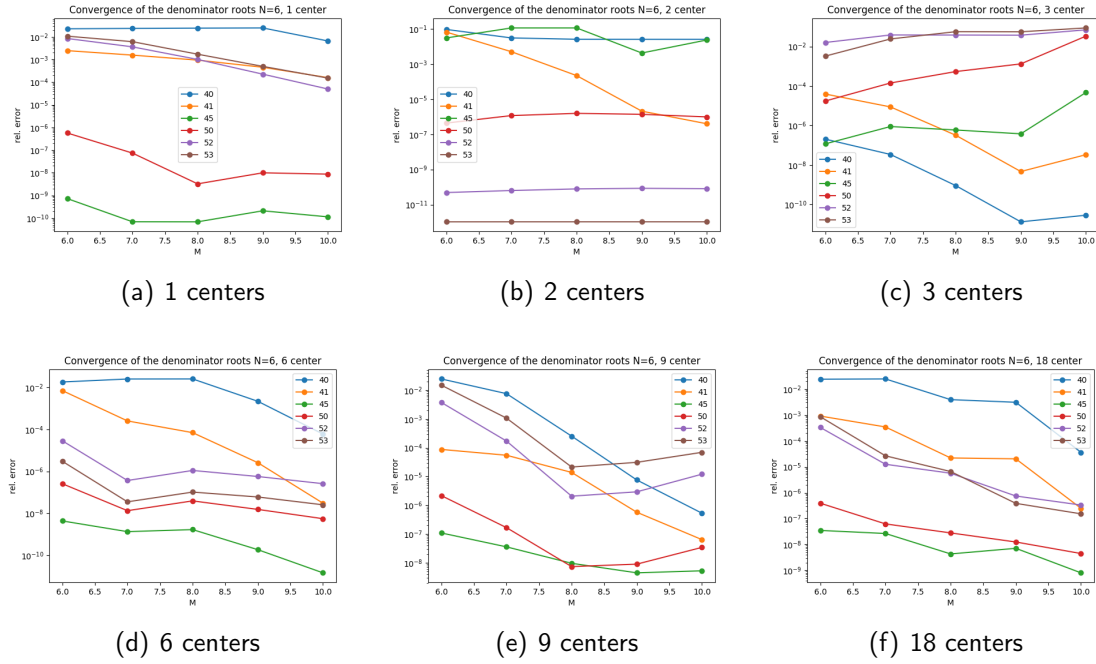 Convergence of the denominator roots N=6, 1 center
rel. error
10⁻²
10⁻³
10⁻⁴
10⁻⁵
10⁻⁶
10⁻⁷
10⁻⁸
10⁻⁹
10⁻¹⁰
40
41
45
50
52
53
6.0 6.5 7.0 7.5 8.0 8.5 9.0 9.5 10.0
M
(a) 1 centers
Convergence of the denominator roots N=6, 2 center
rel. error
10⁻¹
10⁻³
10⁻⁵
10⁻⁷
10⁻⁹
10⁻¹¹
40
41
45
50
52
53
6.0 6.5 7.0 7.5 8.0 8.5 9.0 9.5 10.0
M
(b) 2 centers
Convergence of the denominator roots N=6, 3 center
rel. error
10⁻²
10⁻⁴
10⁻⁶
10⁻⁸
10⁻¹⁰
40
41
45
50
52
53
6.0 6.5 7.0 7.5 8.0 8.5 9.0 9.5 10.0
M
(c) 3 centers
Convergence of the denominator roots N=6, 6 center
rel. error
10⁻²
10⁻⁴
10⁻⁶
10⁻⁸
10⁻¹⁰
40
41
45
50
52
53
6.0 6.5 7.0 7.5 8.0 8.5 9.0 9.5 10.0
M
(d) 6 centers
Convergence of the denominator roots N=6, 9 center
rel. error
10⁻²
10⁻³
10⁻⁴
10⁻⁵
10⁻⁶
10⁻⁷
10⁻⁸
40
41
45
50
52
53
6.0 6.5 7.0 7.5 8.0 8.5 9.0 9.5 10.0
M
(e) 9 centers
Convergence of the denominator roots N=6, 18 center
rel. error
10⁻²
10⁻³
10⁻⁴
10⁻⁵
10⁻⁶
10⁻⁷
10⁻⁸
10⁻⁹
40
41
45
50
52
53
6.0 6.5 7.0 7.5 8.0 8.5 9.0 9.5 10.0
M
(f) 18 centers